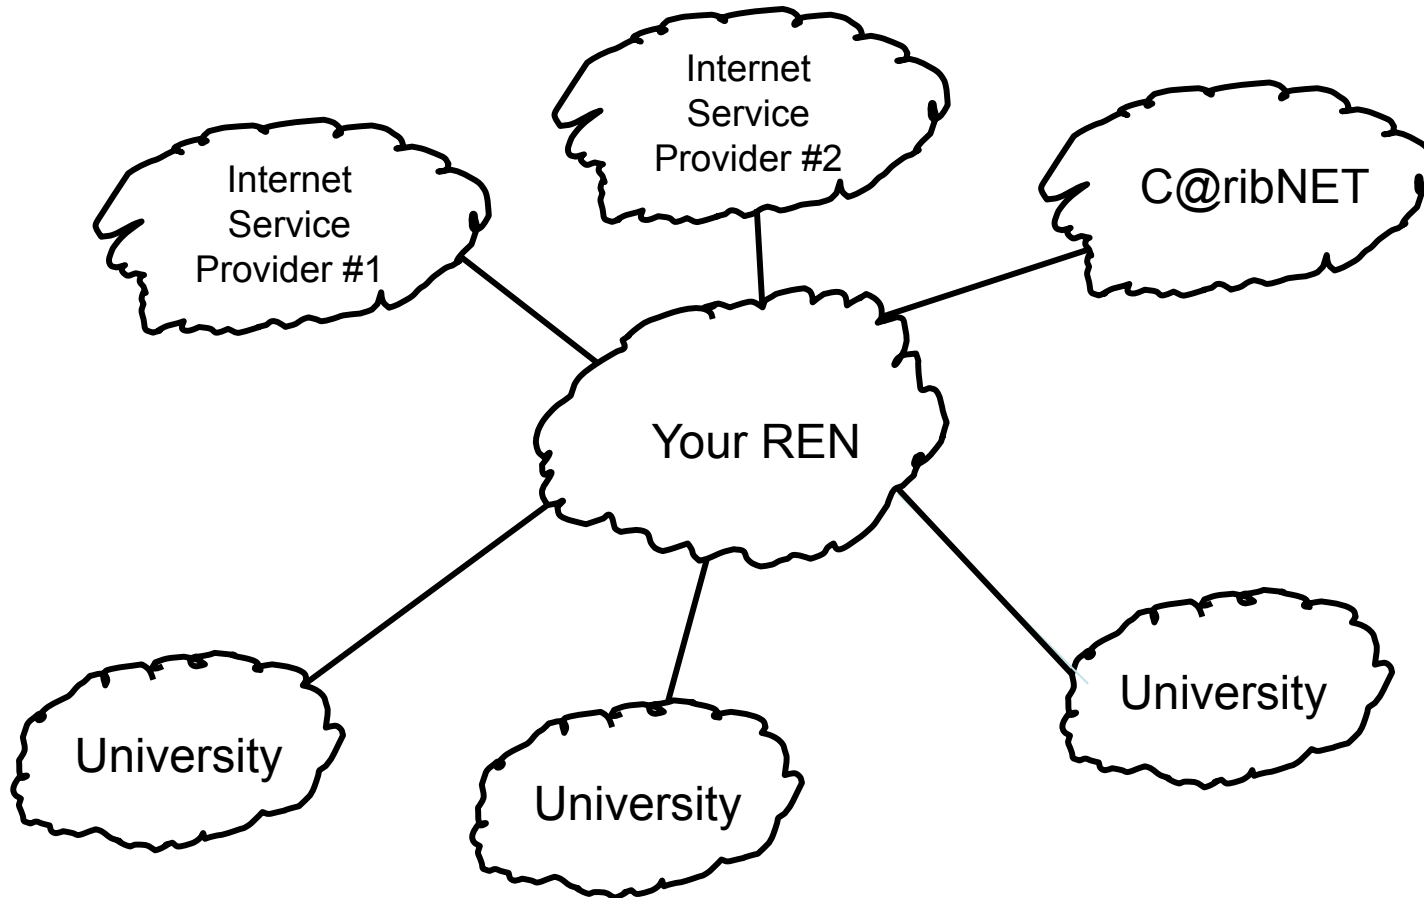 Internet
Service
Provider #1
Internet
Service
Provider #2
C@ribNET
Your REN
University
University
University